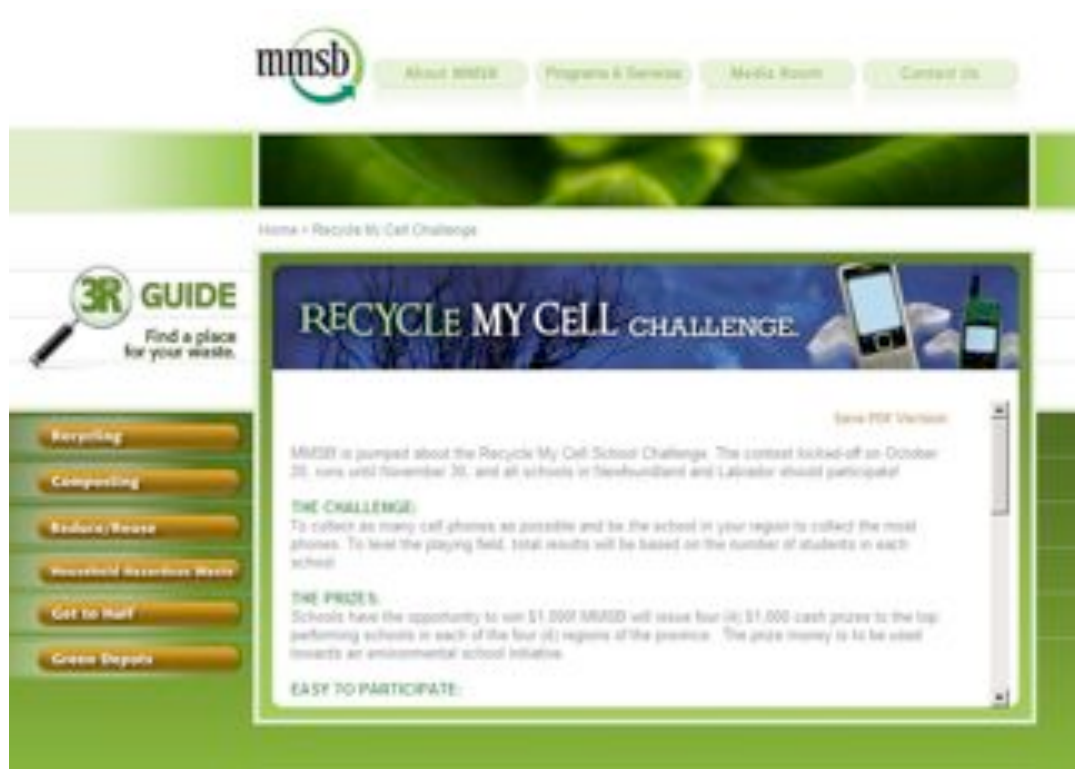 mmsb
About MMSB
Programs & Services
Media Room
Contact Us
Home > Recycle My Cell Challenge
3R GUIDE
Find a place
for your waste.
RECYCLE MY CELL CHALLENGE.
Save PDF Version
Recycling
Composting
Reduce/Reuse
Household Hazardous Waste
Get to Half
Green Depots
MMSB is pumped about the Recycle My Cell School Challenge. The contest kicked-off on October
20, runs until November 30, and all schools in Newfoundland and Labrador should participate!
THE CHALLENGE:
To collect as many cell phones as possible and be the school in your region to collect the most
phones. To level the playing field, total results will be based on the number of students in each
school.
THE PRIZES:
Schools have the opportunity to win $1,000! MMSB will issue four (4) $1,000 cash prizes to the top
performing schools in each of the four (4) regions of the province. The prize money is to be used
towards an environmental school initiative.
EASY TO PARTICIPATE: